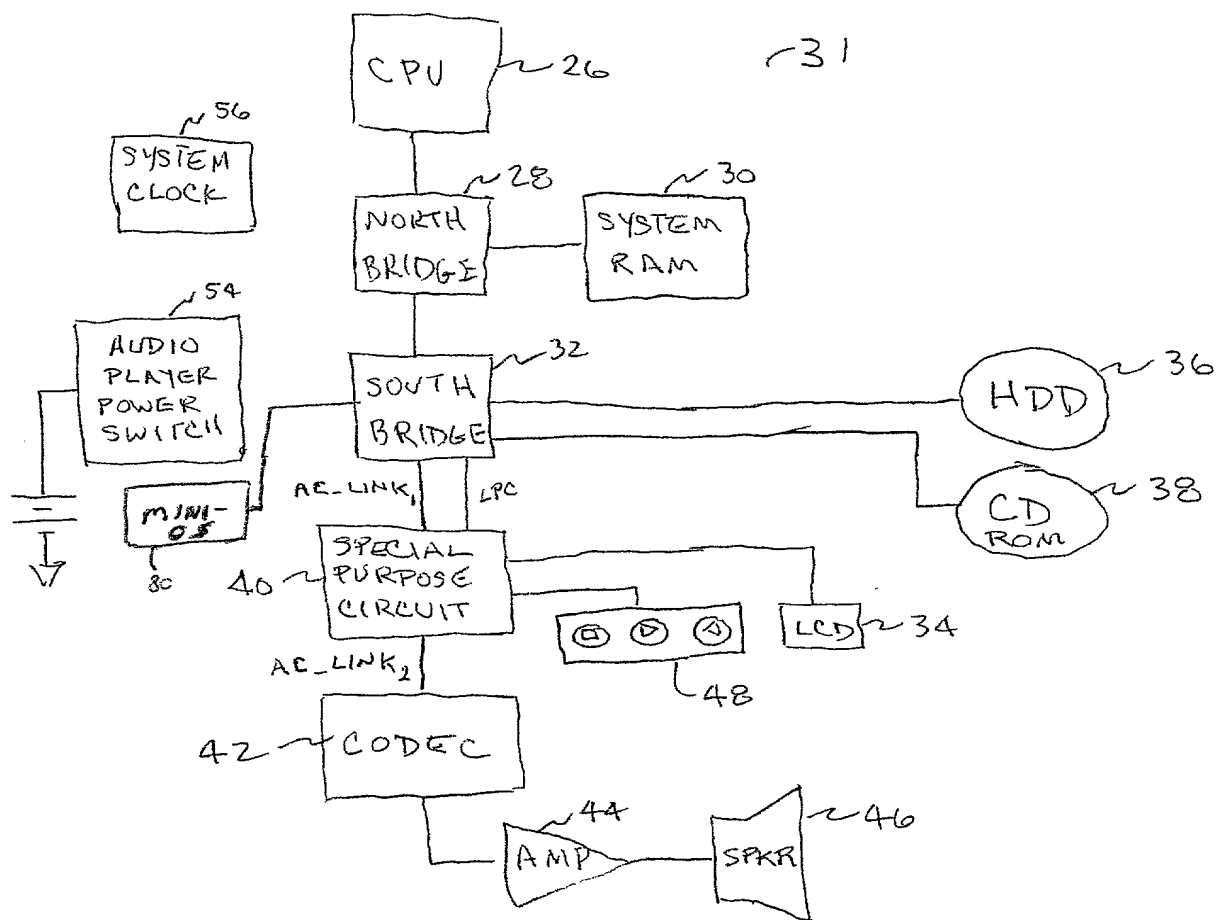 CPU
26
31
56
SYSTEM
CLOCK
28
NORTH
BRIDGE
30
SYSTEM
RAM
54
AUDIO
PLAYER
POWER
SWITCH
32
SOUTH
BRIDGE
HDD
36
MINI-
OS
80
AC_LINK1
LPC
CD
ROM
38
40
SPECIAL
PURPOSE
CIRCUIT
LCD
34
48
AC_LINK2
42
CODEC
44
AMP
46
SPKR